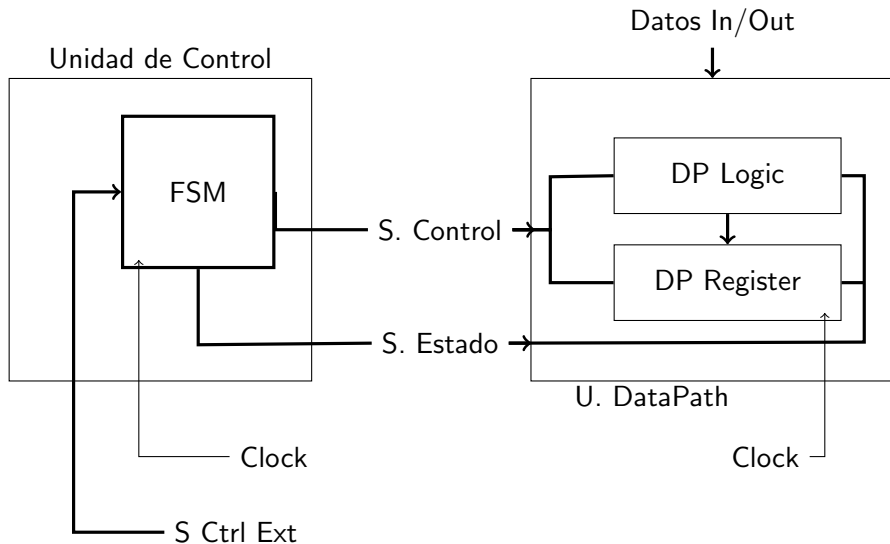 Datos In/Out
Unidad de Control
FSM
DP Logic
S. Control
DP Register
S. Estado
U. DataPath
Clock
Clock
S Ctrl Ext